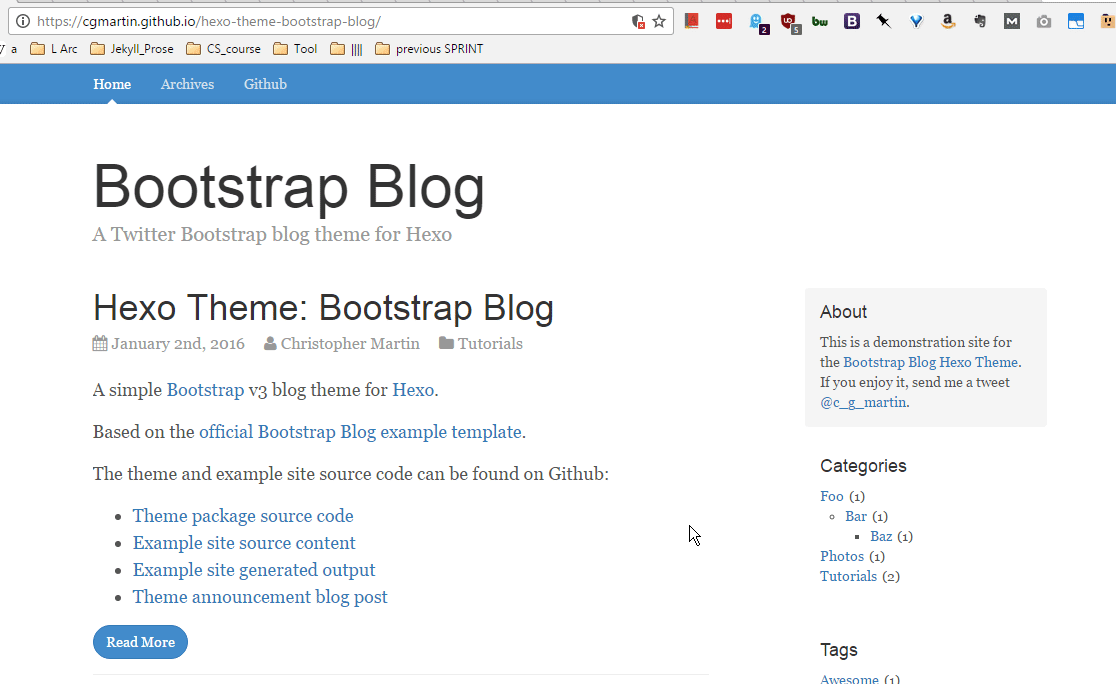 https://cgmartin.github.io/hexo-theme-bootstrap-blog/
2
5
bw
B
a
M
a
L Arc
Jekyll_Prose
CS_course
Tool
||||
previous SPRINT
Home
Archives
Github
Bootstrap Blog
A Twitter Bootstrap blog theme for Hexo
Hexo Theme: Bootstrap Blog
January 2nd, 2016 Christopher Martin Tutorials
A simple Bootstrap v3 blog theme for Hexo.
Based on the official Bootstrap Blog example template.
The theme and example site source code can be found on Github:
Theme package source code
Example site source content
Example site generated output
Theme announcement blog post
Read More
About
This is a demonstration site for
the Bootstrap Blog Hexo Theme.
If you enjoy it, send me a tweet
@c_g_martin.
Categories
Foo (1)
Bar (1)
Baz (1)
Photos (1)
Tutorials (2)
Tags
Awesome (1)